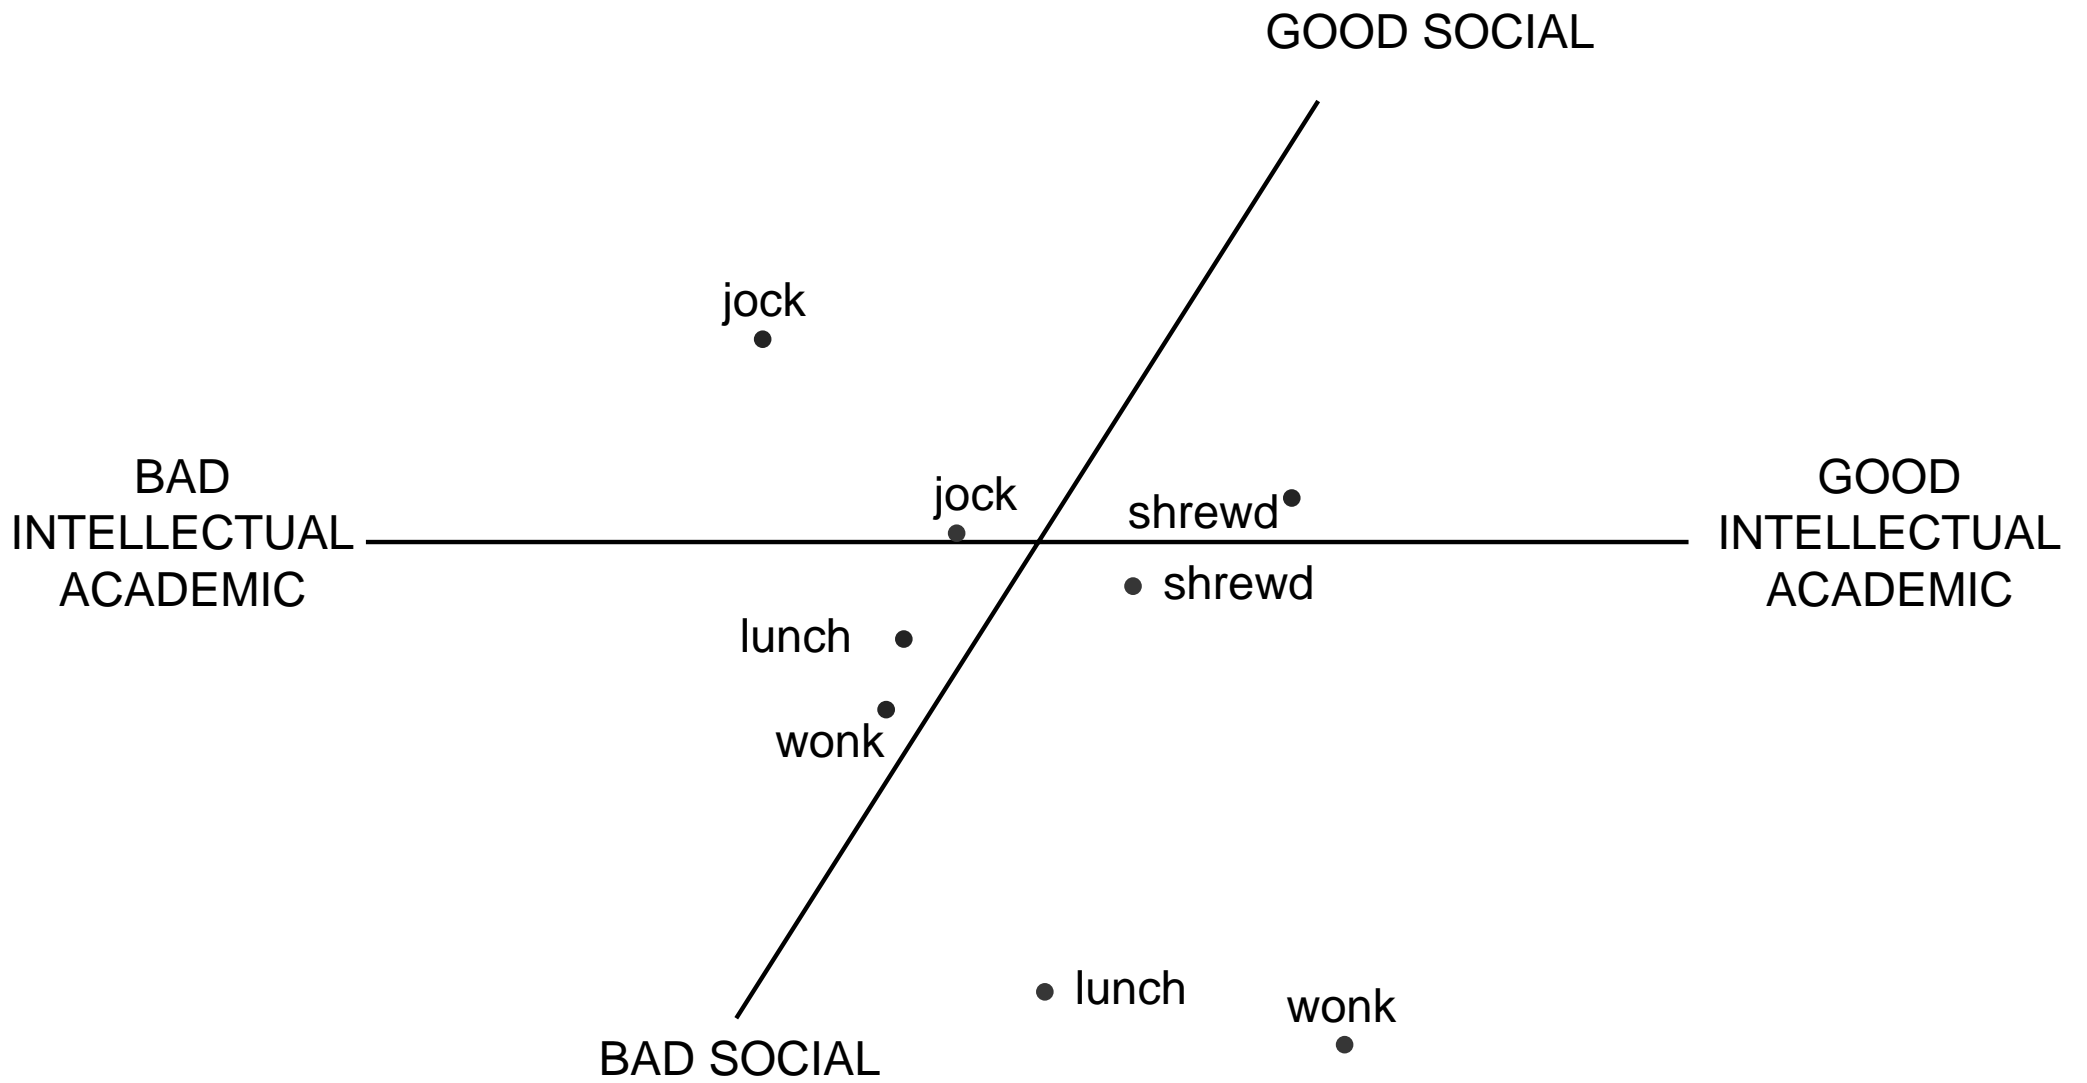 GOOD SOCIAL
jock
jock
shrewd
BAD
INTELLECTUAL
ACADEMIC
GOOD
INTELLECTUAL
ACADEMIC
shrewd
lunch
wonk
lunch
wonk
BAD SOCIAL